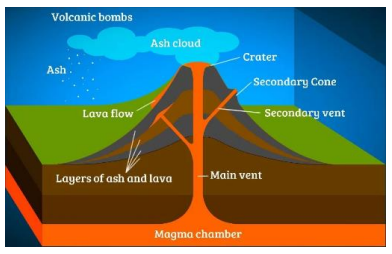 Volcanic bombs
Ash cloud
Crater
Ash
Secondary Cone
Lava flow
Secondary vent
Layers of ash and lava
Main vent
Magma chamber